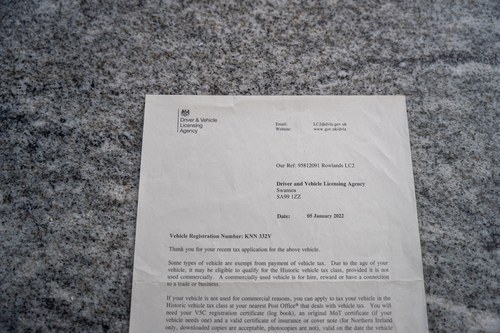 Driver & Vehicle
Licensing
Agency
Email: LC2@dvla.gov.uk
Website: www.gov.uk/dvla
Our Ref: 95812091 Rowlands LC2
Driver and Vehicle Licensing Agency
Swansea
SA99 1ZZ
Date: 05 January 2022
Vehicle Registration Number: KNN 332V
Thank you for your recent tax application for the above vehicle.
Some types of vehicles are exempt from payment of vehicle tax. Due to the age of your
vehicle, it may be eligible to qualify for the Historic vehicle tax class, provided it is not
used commercially. A commercial vehicle is for hire, reward or have a connection
to a trade or business.
If your vehicle is not used for commercial reasons, you can apply to tax your vehicle in the
Historic vehicle tax class at your nearest Post Office® that deals with vehicle tax. You will
need your V5C registration certificate (log book), an original MoT certificate (if your
vehicle needs one) and a valid certificate of insurance or cover note (for Northern Ireland
only, downloaded copies are acceptable, photocopies are not), valid on the date the vehicle